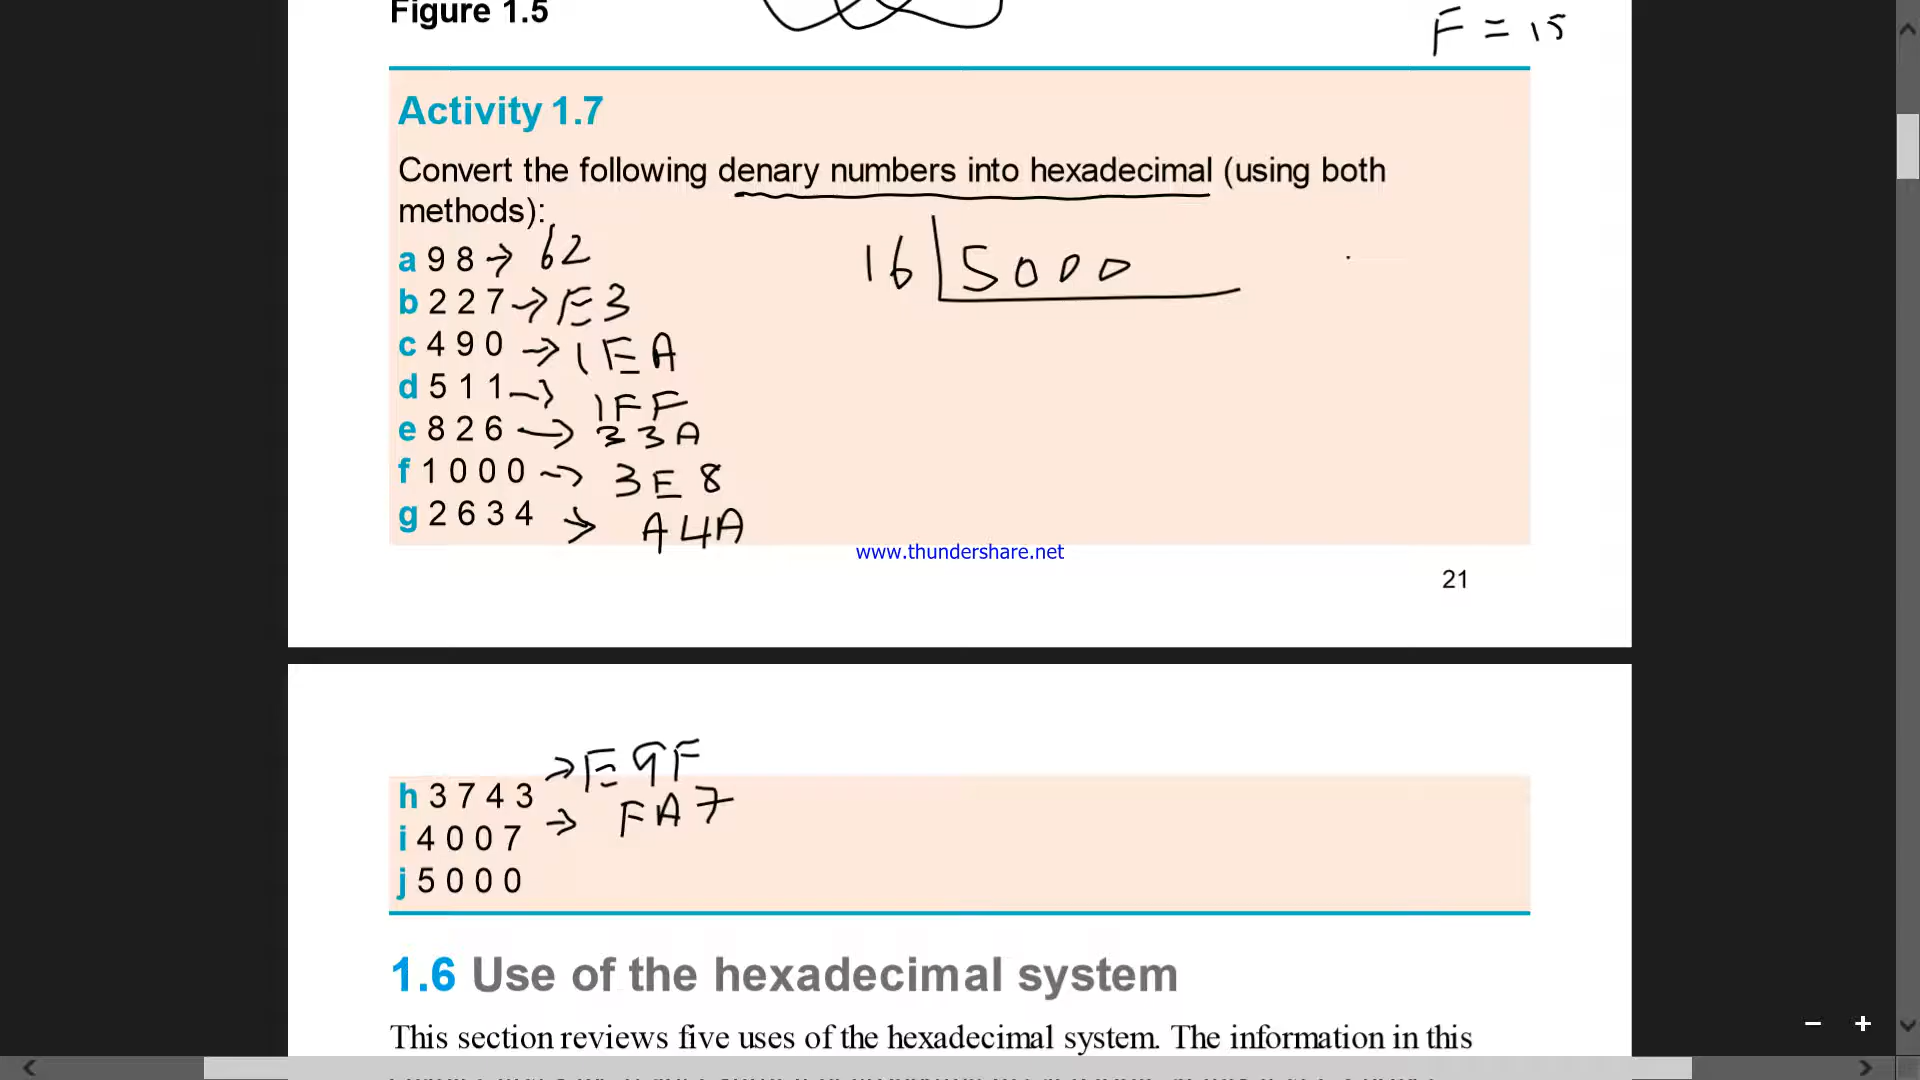 Figure 1.5
F = 15
Activity 1.7
Convert the following denary numbers into hexadecimal (using both
methods):
a 9 8 → 62
b 2 2 7 → E3
c 4 9 0 → 1EA
d 5 1 1 → 1FF
e 8 2 6 → 33A
f 1 0 0 0 → 3E8
g 2 6 3 4 → A4A
16 5000
www.thundershare.net
21
h 3 7 4 3 → E9F
i 4 0 0 7 → FA7
j 5 0 0 0
1.6 Use of the hexadecimal system
This section reviews five uses of the hexadecimal system. The information in this